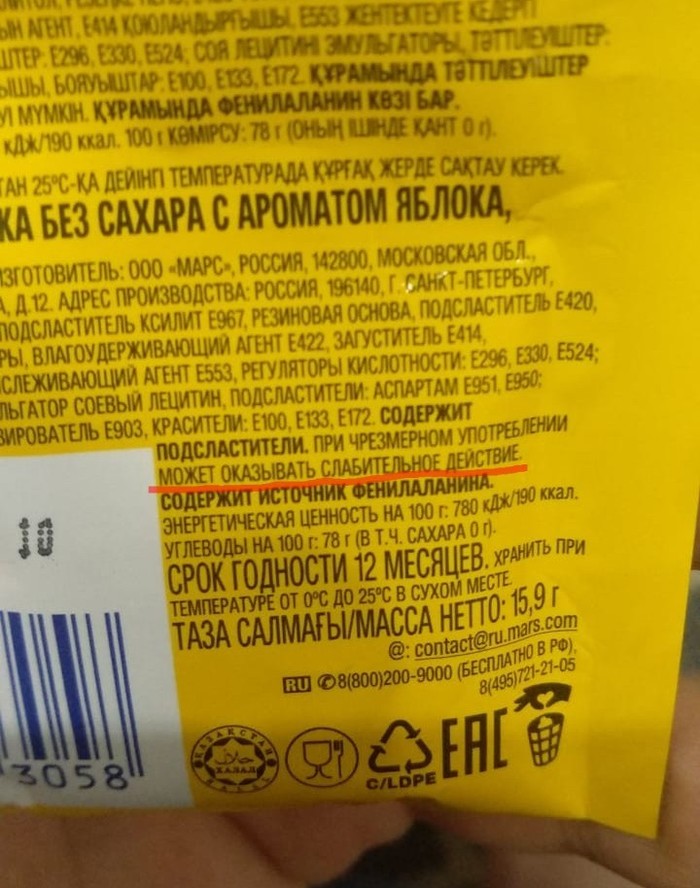 ЫН АГЕНТ, Е414 ҚОЮЛАНДЫРҒЫШЫ, Е553 ЖЕНТЕКТЕУГЕ КЕДЕРГІ
ШТЕР: Е296, Е330, Е524; СОЯ ЛЕЦИТИНІ ЭМУЛЬГАТОРЫ, ТӘТТІЛЕУІШТЕР:
ЫШЫ, БОЯУЫШТАР: Е100, Е133, Е172. ҚҰРАМЫНДА ТӘТТІЛЕУІШТЕР
УІ МҮМКІН. ҚҰРАМЫНДА ФЕНИЛАЛАНИН КӨЗІ БАР.
кДж/190 ккал. 100 г КӨМІРСУ: 78 г (ОНЫҢ ІШІНДЕ ҚАНТ 0 г).
ТАН 25°С-ҚА ДЕЙІНГІ ТЕМПЕРАТУРАДА ҚҰРҒАҚ ЖЕРДЕ САҚТАУ КЕРЕК.
КА БЕЗ САХАРА С АРОМАТОМ ЯБЛОКА,
ИЗГОТОВИТЕЛЬ: ООО «МАРС», РОССИЯ, 142800, МОСКОВСКАЯ ОБЛ.,
А, Д.12. АДРЕС ПРОИЗВОДСТВА: РОССИЯ, 196140, Г. САНКТ-ПЕТЕРБУРГ,
ПОДСЛАСТИТЕЛЬ КСИЛИТ Е967, РЕЗИНОВАЯ ОСНОВА, ПОДСЛАСТИТЕЛЬ Е420,
РЫ, ВЛАГОУДЕРЖИВАЮЩИЙ АГЕНТ Е422, ЗАГУСТИТЕЛЬ Е414,
СЛЕЖИВАЮЩИЙ АГЕНТ Е553, РЕГУЛЯТОРЫ КИСЛОТНОСТИ: Е296, Е330, Е524;
ЛЬГАТОР СОЕВЫЙ ЛЕЦИТИН, ПОДСЛАСТИТЕЛИ: АСПАРТАМ Е951, Е950;
ЗИРОВАТЕЛЬ Е903, КРАСИТЕЛИ: Е100, Е133, Е172. СОДЕРЖИТ
ПОДСЛАСТИТЕЛИ. ПРИ ЧРЕЗМЕРНОМ УПОТРЕБЛЕНИИ
МОЖЕТ ОКАЗЫВАТЬ СЛАБИТЕЛЬНОЕ ДЕЙСТВИЕ.
СОДЕРЖИТ ИСТОЧНИК ФЕНИЛАЛАНИНА.
ЭНЕРГЕТИЧЕСКАЯ ЦЕННОСТЬ НА 100 г: 780 кДж/190 ккал.
УГЛЕВОДЫ НА 100 г: 78 г (В Т.Ч. САХАРА 0 г).
СРОК ГОДНОСТИ 12 МЕСЯЦЕВ. ХРАНИТЬ ПРИ
ТЕМПЕРАТУРЕ ОТ 0°С ДО 25°С В СУХОМ МЕСТЕ.
ТАЗА САЛМАҒЫ/МАССА НЕТТО: 15,9 г
@: contact@ru.mars.com
RU ✆8(800)200-9000 (БЕСПЛАТНО В РФ),
8(495)721-21-05
ҚАЗАҚСТАН
حلال
ХАЛАЛ
C/LDPE
EAC
3058